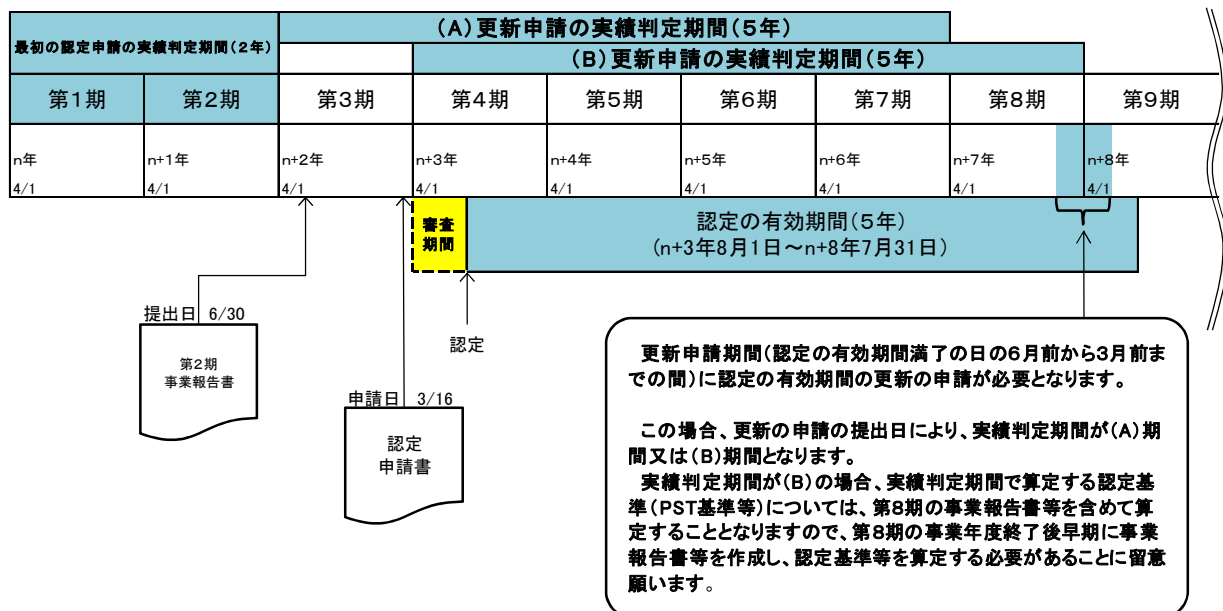 最初の認定申請の実績判定期間(2年)
(A)更新申請の実績判定期間(5年)
(B)更新申請の実績判定期間(5年)
第1期
第2期
第3期
第4期
第5期
第6期
第7期
第8期
第9期
n年
n+1年
n+2年
n+3年
n+4年
n+5年
n+6年
n+7年
n+8年
4/1
4/1
4/1
4/1
4/1
4/1
4/1
4/1
4/1
審査
期間
認定の有効期間(5年)
(n+3年8月1日～n+8年7月31日)
提出日 6/30
第2期
事業報告書
認定
申請日 3/16
認定
申請書
更新申請期間(認定の有効期間満了の日の6月前から3月前ま
での間)に認定の有効期間の更新の申請が必要となります。
この場合、更新の申請の提出日により、実績判定期間が(A)期
間又は(B)期間となります。
実績判定期間が(B)の場合、実績判定期間で算定する認定基
準(PST基準等)については、第8期の事業報告書等を含めて算
定することとなりますので、第8期の事業年度終了後早期に事業
報告書等を作成し、認定基準等を算定する必要があることに留意
願います。